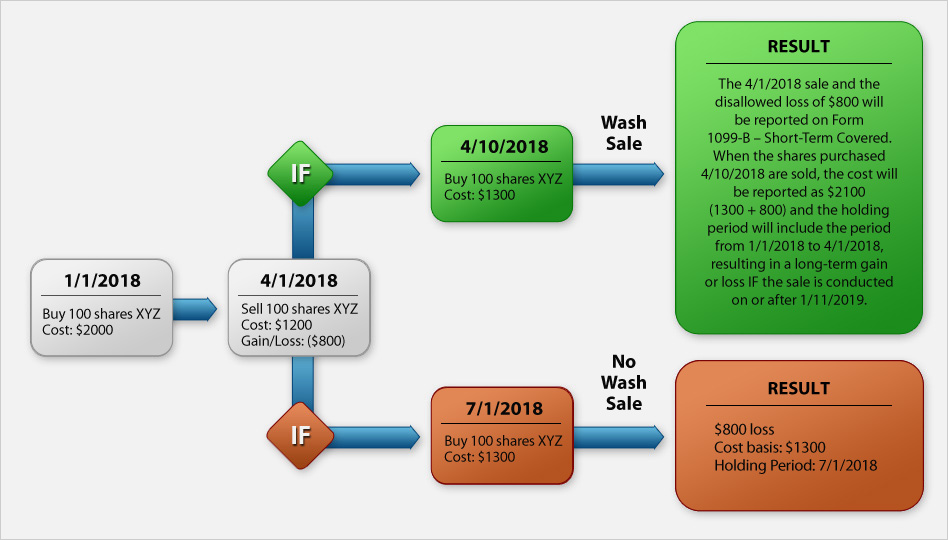 1/1/2018
Buy 100 shares XYZ
Cost: $2000
4/1/2018
Sell 100 shares XYZ
Cost: $1200
Gain/Loss: ($800)
IF
4/10/2018
Buy 100 shares XYZ
Cost: $1300
Wash
Sale
RESULT
The 4/1/2018 sale and the
disallowed loss of $800 will
be reported on Form
1099-B – Short-Term Covered.
When the shares purchased
4/10/2018 are sold, the cost will
be reported as $2100
(1300 + 800) and the holding
period will include the period
from 1/1/2018 to 4/1/2018,
resulting in a long-term gain
or loss IF the sale is conducted
on or after 1/11/2019.
IF
7/1/2018
Buy 100 shares XYZ
Cost: $1300
No
Wash
Sale
RESULT
$800 loss
Cost basis: $1300
Holding Period: 7/1/2018